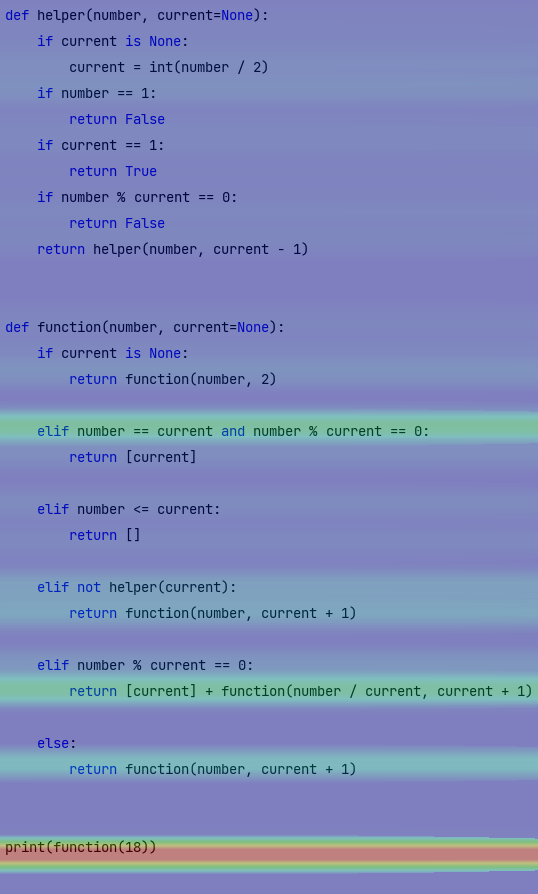 def helper(number, current=None):
    if current is None:
        current = int(number / 2)
    if number == 1:
        return False
    if current == 1:
        return True
    if number % current == 0:
        return False
    return helper(number, current - 1)
def function(number, current=None):
    if current is None:
        return function(number, 2)
    elif number == current and number % current == 0:
        return [current]
    elif number <= current:
        return []
    elif not helper(current):
        return function(number, current + 1)
    elif number % current == 0:
        return [current] + function(number / current, current + 1)
    else:
        return function(number, current + 1)
print(function(18))